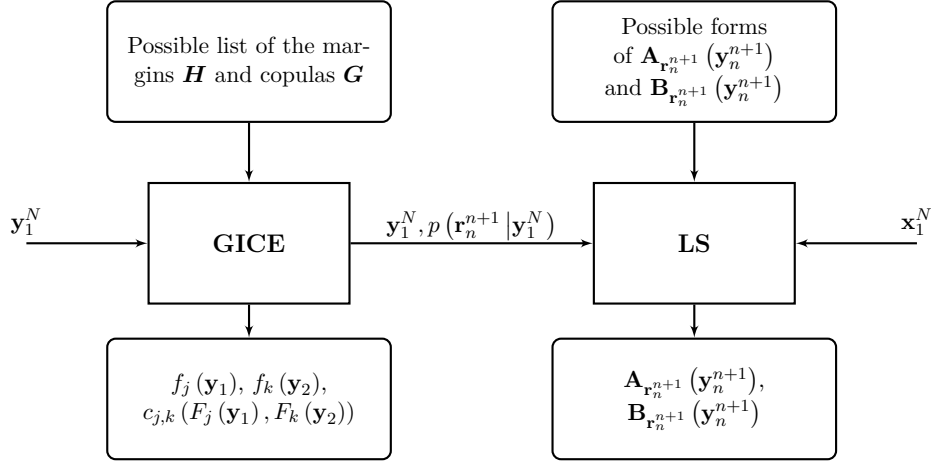 Possible list of the mar-
gins 𝑯 and copulas 𝑮
Possible forms
of 𝐀_{𝐫_n^{n+1}} (𝐲_n^{n+1})
and 𝐁_{𝐫_n^{n+1}} (𝐲_n^{n+1})
𝐲_1^N
GICE
𝐲_1^N, p (𝐫_n^{n+1} |𝐲_1^N)
LS
𝐱_1^N
f_j (𝐲_1), f_k (𝐲_2),
c_{j,k} (F_j (𝐲_1) , F_k (𝐲_2))
𝐀_{𝐫_n^{n+1}} (𝐲_n^{n+1}),
𝐁_{𝐫_n^{n+1}} (𝐲_n^{n+1})